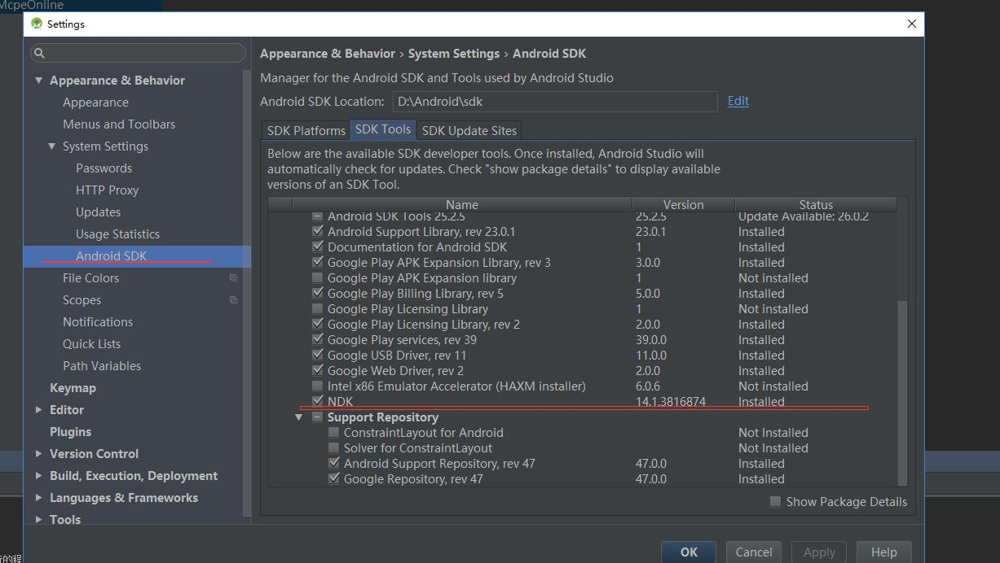 McpeOnline
Settings
Appearance & Behavior
Appearance
Menus and Toolbars
System Settings
Passwords
HTTP Proxy
Updates
Usage Statistics
Android SDK
File Colors
Scopes
Notifications
Quick Lists
Path Variables
Keymap
Editor
Plugins
Version Control
Build, Execution, Deployment
Languages & Frameworks
Tools
Appearance & Behavior › System Settings › Android SDK
Manager for the Android SDK and Tools used by Android Studio
Android SDK Location: D:\Android\sdk Edit
SDK Platforms SDK Tools SDK Update Sites
Below are the available SDK developer tools. Once installed, Android Studio will
automatically check for updates. Check "show package details" to display available
versions of an SDK Tool.
Name Version Status
Android SDK Tools 25.2.5 25.2.5 Update Available: 26.0.2
Android Support Library, rev 23.0.1 23.0.1 Installed
Documentation for Android SDK 1 Installed
Google Play APK Expansion Library, rev 3 3.0.0 Installed
Google Play APK Expansion library 1 Not installed
Google Play Billing Library, rev 5 5.0.0 Installed
Google Play Licensing Library 1 Not installed
Google Play Licensing Library, rev 2 2.0.0 Installed
Google Play services, rev 39 39.0.0 Installed
Google USB Driver, rev 11 11.0.0 Installed
Google Web Driver, rev 2 2.0.0 Installed
Intel x86 Emulator Accelerator (HAXM installer) 6.0.6 Not installed
NDK 14.1.3816874 Installed
Support Repository
ConstraintLayout for Android Not Installed
Solver for ConstraintLayout Not Installed
Android Support Repository, rev 47 47.0.0 Installed
Google Repository, rev 47 47.0.0 Installed
Show Package Details
OK Cancel Apply Help
的程